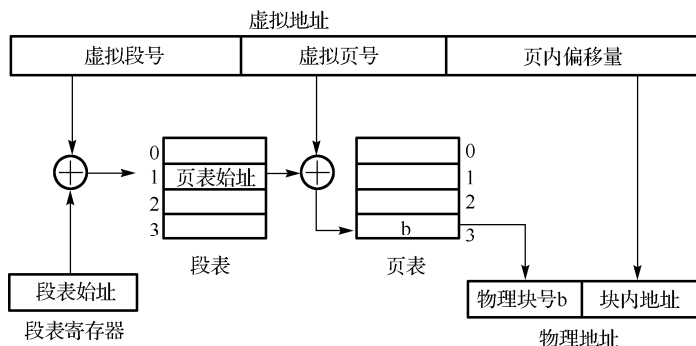 虚拟地址
虚拟段号 虚拟页号 页内偏移量
0 0
1 页表始址 1
2 2
3 b 3
段表 页表
段表始址 物理块号b 块内地址
段表寄存器 物理地址